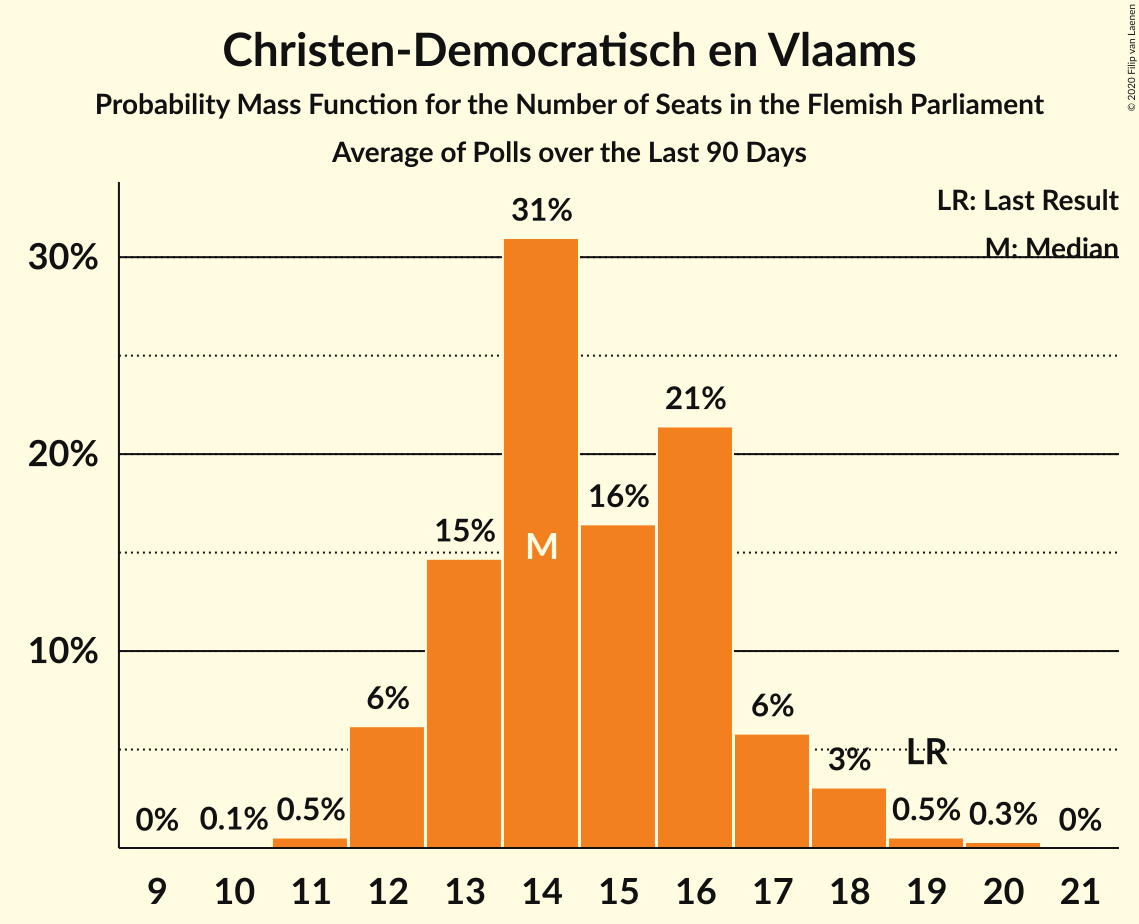 Christen-Democratisch en Vlaams
Probability Mass Function for the Number of Seats in the Flemish Parliament
Average of Polls over the Last 90 Days
© 2020 Filip van Laenen
LR: Last Result
M: Median
30%
20%
10%
0% 0.1% 0.5% 6% 15% 31% 16% 21% 6% 3% 0.5% 0.3% 0%
M
LR
9 10 11 12 13 14 15 16 17 18 19 20 21